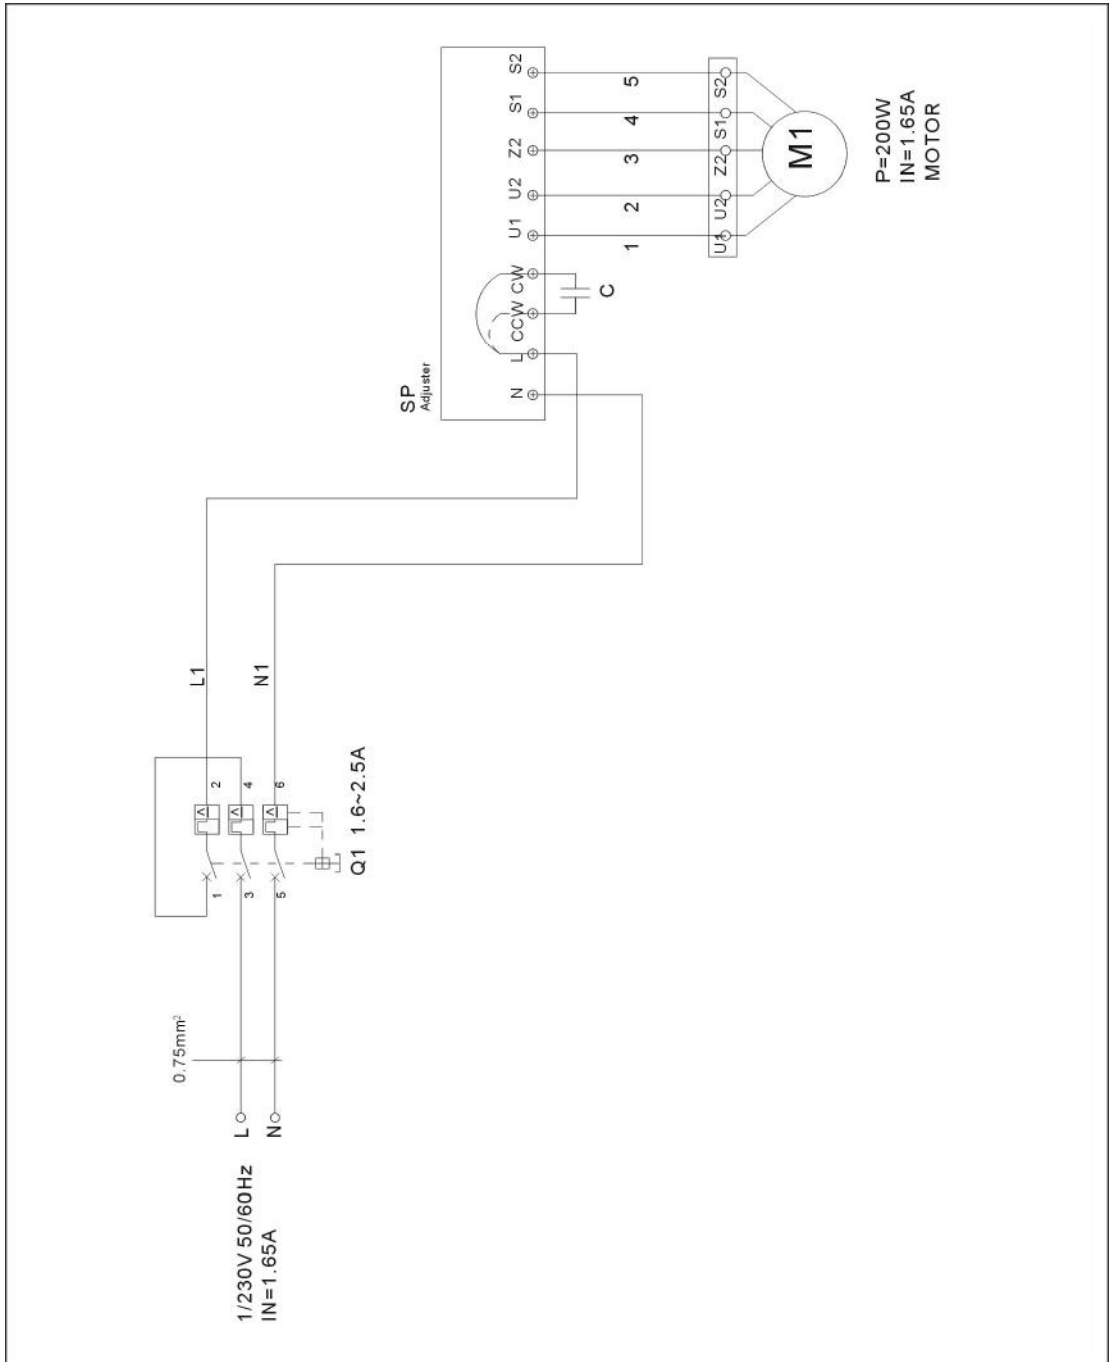 1/230V 50/60Hz
IN=1.65A
L
N
0.75mm²
1
3
5
2
4
6
Q1 1.6~2.5A
L1
N1
SP
Adjuster
N
L
CCW
CW
U1
U2
Z2
S1
S2
C
1
2
3
4
5
U1
U2
Z2
S1
S2
M1
P=200W
IN=1.65A
MOTOR